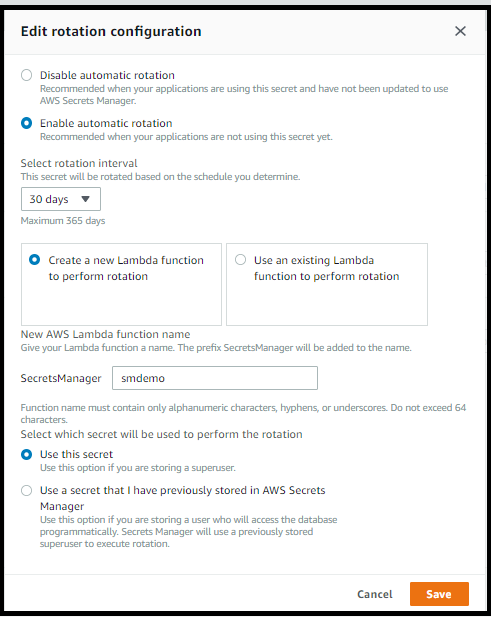 Edit rotation configuration
Disable automatic rotation
Recommended when your applications are using this secret and have not been updated to use
AWS Secrets Manager.
Enable automatic rotation
Recommended when your applications are not using this secret yet.
Select rotation interval
This secret will be rotated based on the schedule you determine.
30 days
Maximum 365 days
Create a new Lambda function
to perform rotation
Use an existing Lambda
function to perform rotation
New AWS Lambda function name
Give your Lambda function a name. The prefix SecretsManager will be added to the name.
SecretsManager smdemo
Function name must contain only alphanumeric characters, hyphens, or underscores. Do not exceed 64
characters.
Select which secret will be used to perform the rotation
Use this secret
Use this option if you are storing a superuser.
Use a secret that I have previously stored in AWS Secrets
Manager
Use this option if you are storing a user who will access the database
programmatically. Secrets Manager will use a previously stored
superuser to execute rotation.
Cancel Save